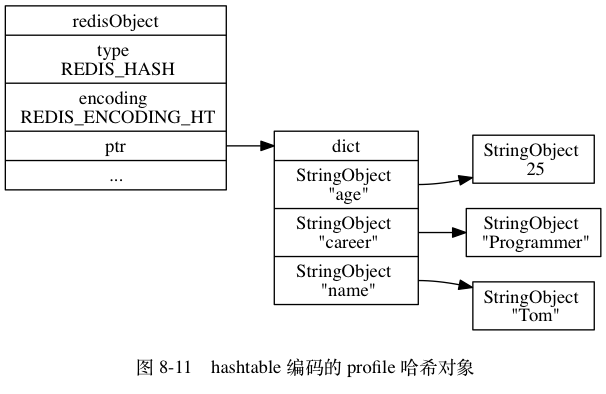 redisObject
type
REDIS_HASH
encoding
REDIS_ENCODING_HT
ptr
...
dict
StringObject
"age"
StringObject
"career"
StringObject
"name"
StringObject
25
StringObject
"Programmer"
StringObject
"Tom"
图 8-11 hashtable 编码的 profile 哈希对象